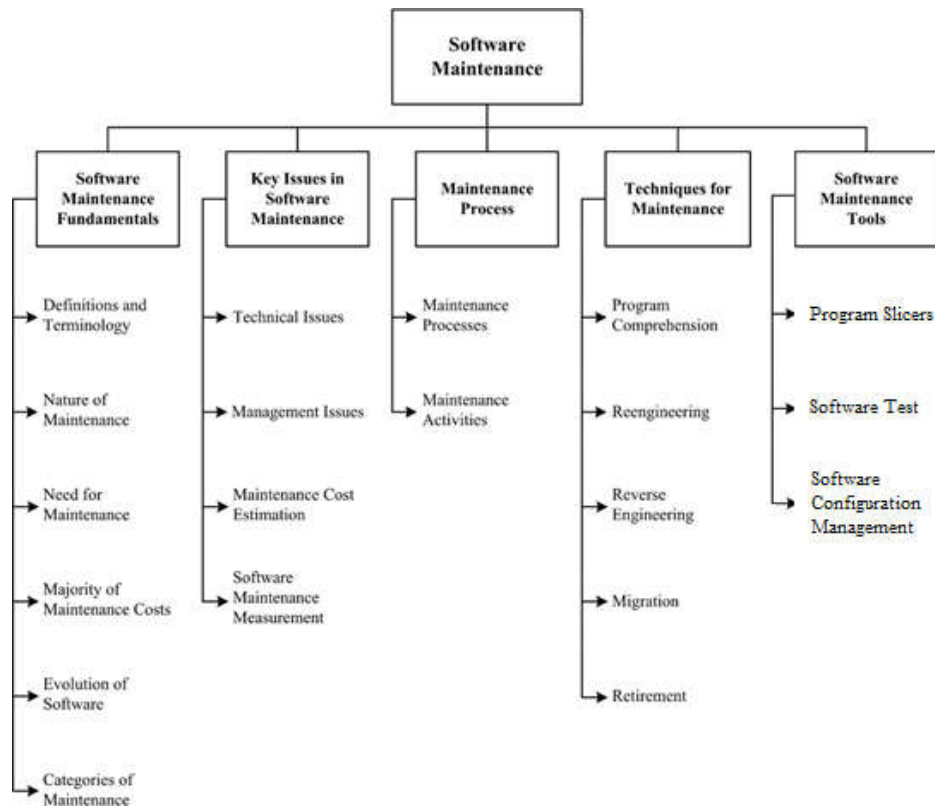 Software
Maintenance
Software
Maintenance
Fundamentals
Definitions and
Terminology
Nature of
Maintenance
Need for
Maintenance
Majority of
Maintenance Costs
Evolution of
Software
Categories of
Maintenance
Key Issues in
Software
Maintenance
Technical Issues
Management Issues
Maintenance Cost
Estimation
Software
Maintenance
Measurement
Maintenance
Process
Maintenance
Processes
Maintenance
Activities
Techniques for
Maintenance
Program
Comprehension
Reengineering
Reverse
Engineering
Migration
Retirement
Software
Maintenance
Tools
Program Slicers
Software Test
Software
Configuration
Management